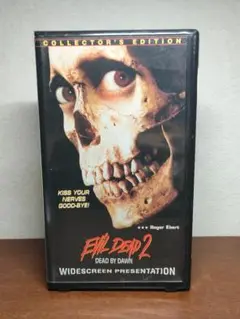 COLLECTOR'S EDITION
KISS YOUR
NERVES
GOOD-BYE!
★★★ Roger Ebert
EVIL DEAD 2
DEAD BY DAWN
WIDESCREEN PRESENTATION